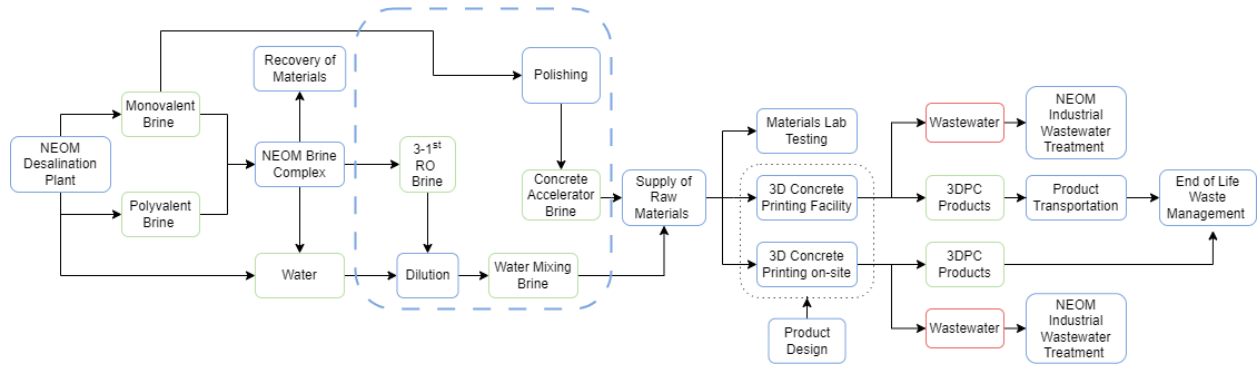 Recovery of
Materials
Polishing
Monovalent
Brine
NEOM
Desalination
Plant
NEOM Brine
Complex
3-1st
RO
Brine
Polyvalent
Brine
Concrete
Accelerator
Brine
Water
Dilution
Water Mixing
Brine
Supply of
Raw
Materials
Materials Lab
Testing
3D Concrete
Printing Facility
3D Concrete
Printing on-site
Product
Design
Wastewater
NEOM
Industrial
Wastewater
Treatment
3DPC
Products
Product
Transportation
End of Life
Waste
Management
3DPC
Products
Wastewater
NEOM
Industrial
Wastewater
Treatment